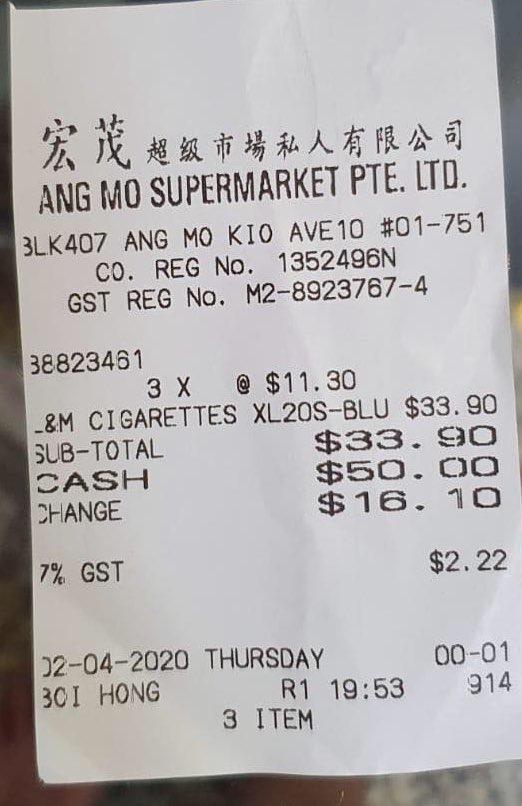 宏茂 超級市場私人有限公司
ANG MO SUPERMARKET PTE. LTD.
BLK407 ANG MO KIO AVE10 #01-751
CO. REG No. 1352496N
GST REG No. M2-8923767-4
38823461
3 X @ $11.30
L&M CIGARETTES XL20S-BLU $33.90
SUB-TOTAL $33.90
CASH $50.00
CHANGE $16.10
7% GST $2.22
02-04-2020 THURSDAY 00-01
BOI HONG R1 19:53 914
3 ITEM